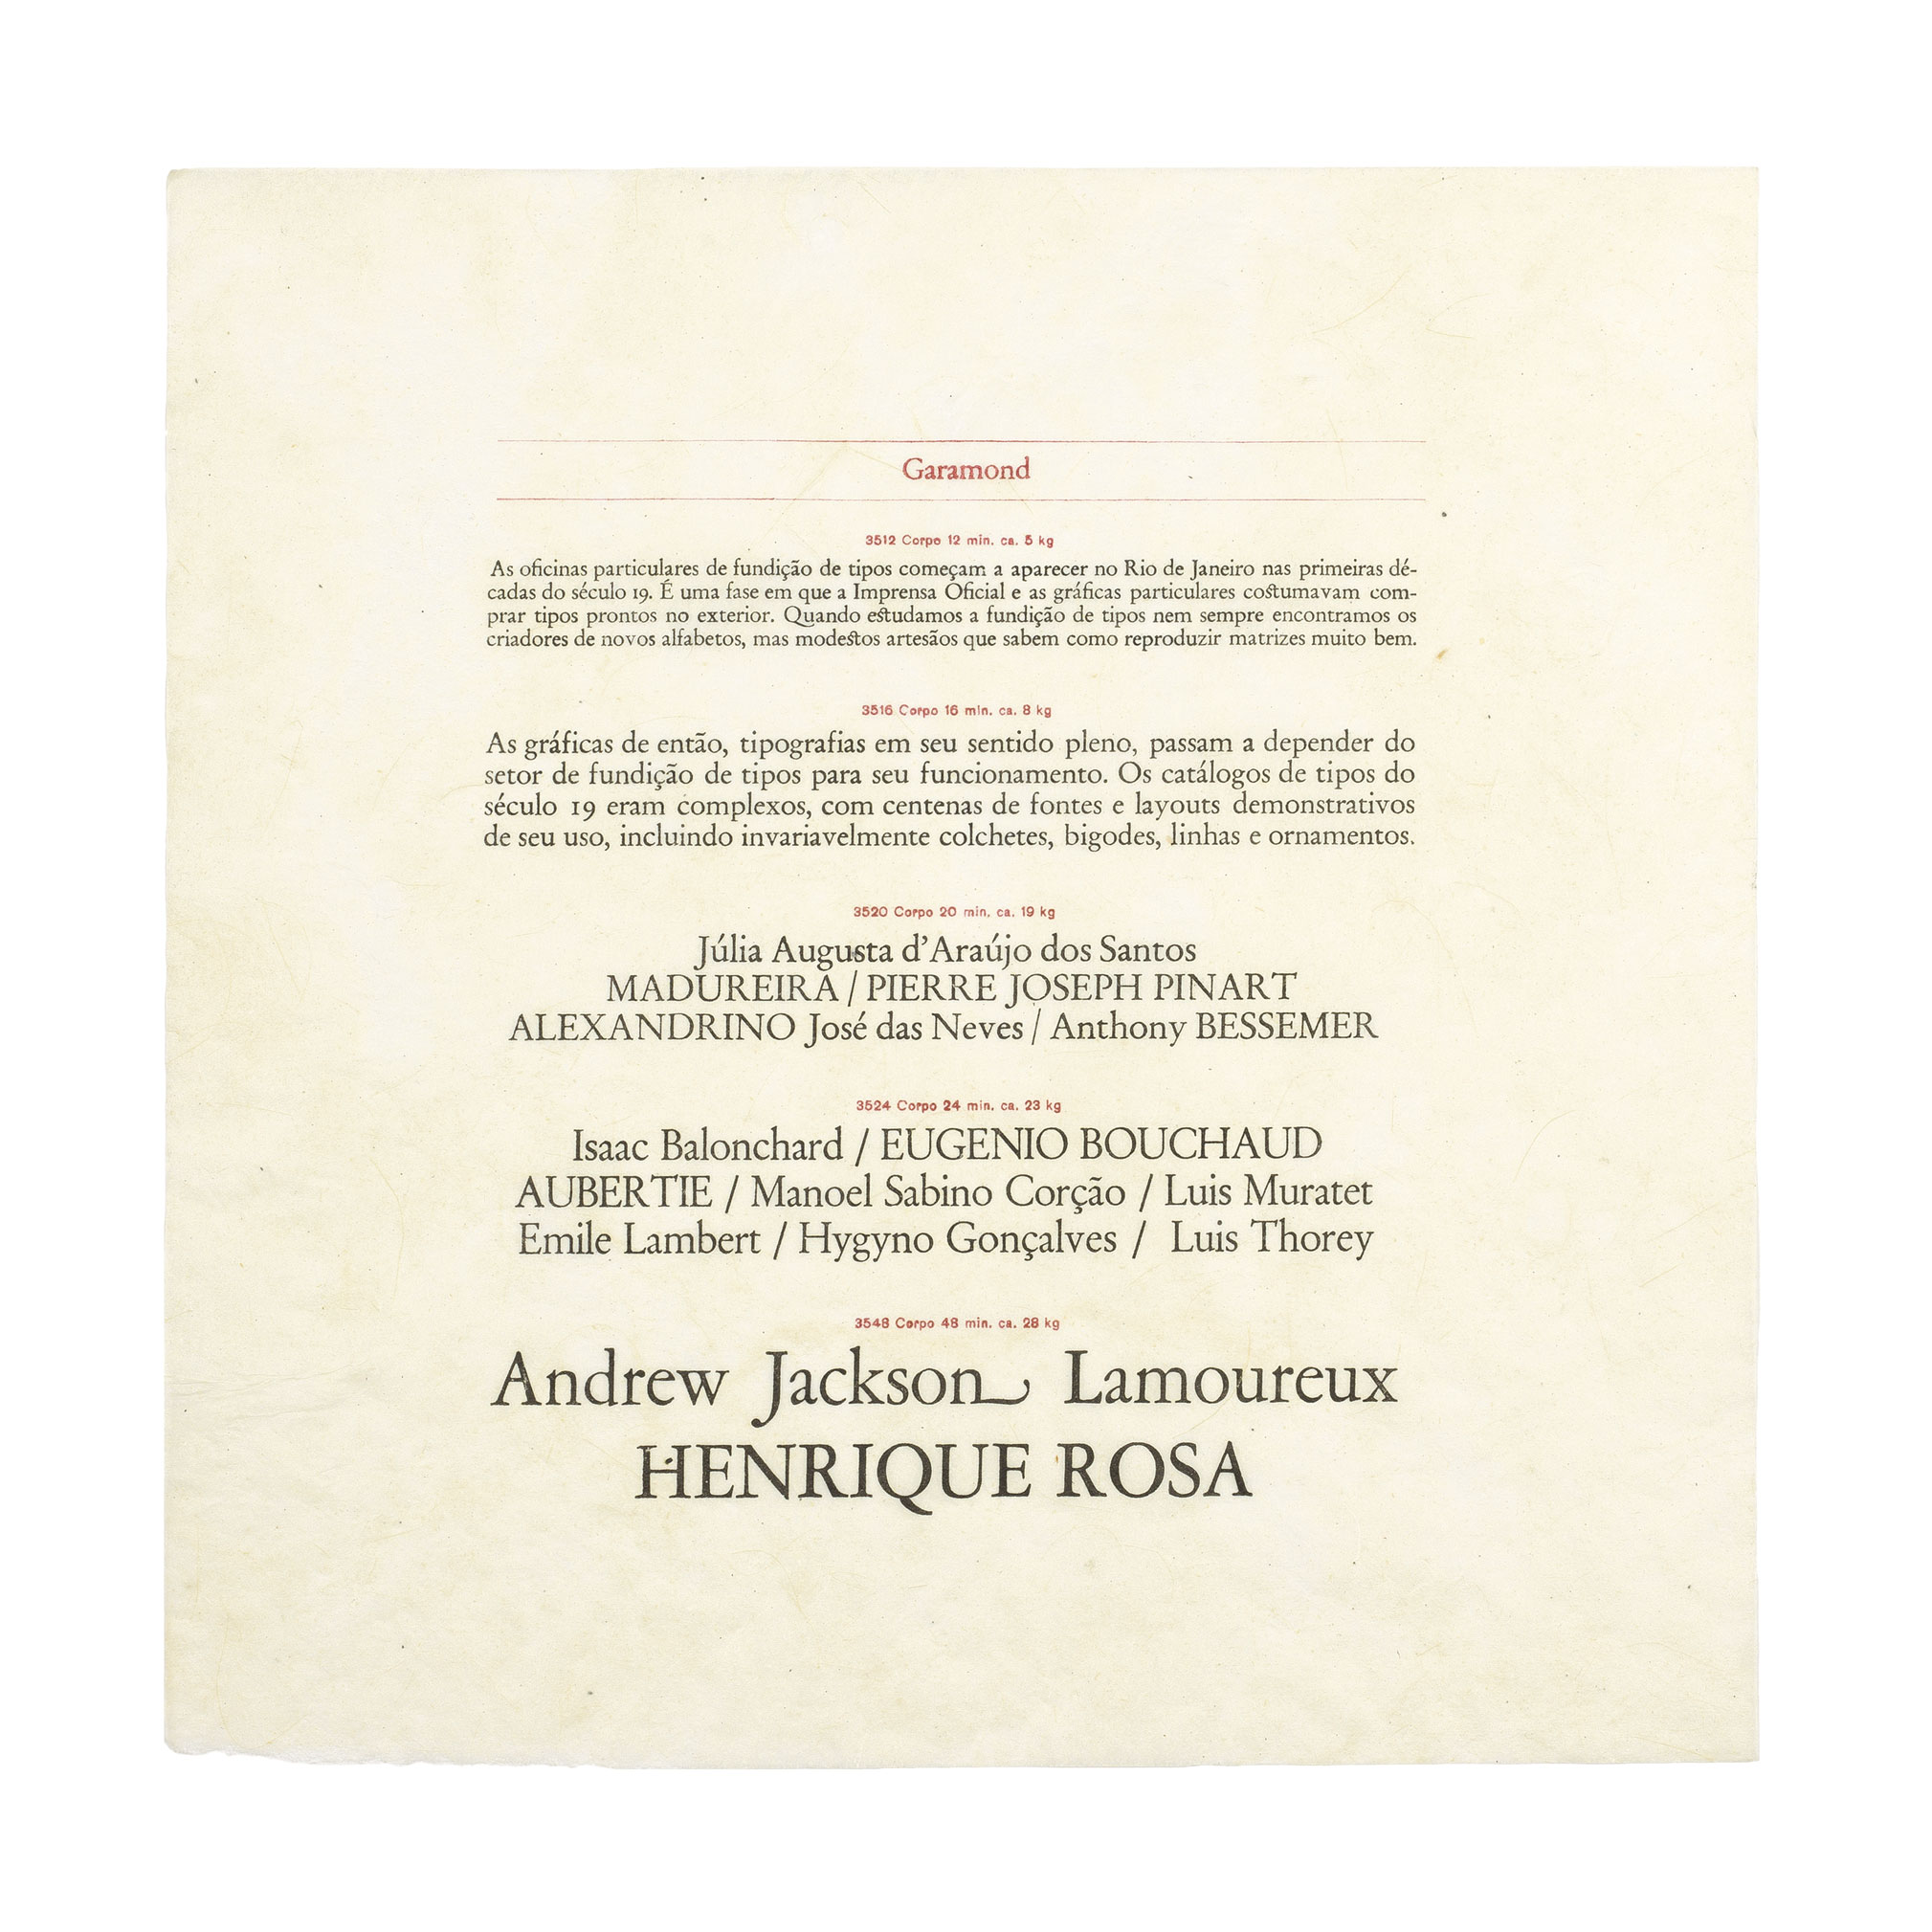 Garamond
3512 Corpo 12 min. ca. 5 kg
As oficinas particulares de fundição de tipos começam a aparecer no Rio de Janeiro nas primeiras dé-
cadas do século 19. É uma fase em que a Imprensa Oficial e as gráficas particulares costumavam com-
prar tipos prontos no exterior. Quando estudamos a fundição de tipos nem sempre encontramos os
criadores de novos alfabetos, mas modestos artesãos que sabem como reproduzir matrizes muito bem.
3516 Corpo 16 min. ca. 8 kg
As gráficas de então, tipografias em seu sentido pleno, passam a depender do
setor de fundição de tipos para seu funcionamento. Os catálogos de tipos do
século 19 eram complexos, com centenas de fontes e layouts demonstrativos
de seu uso, incluindo invariavelmente colchetes, bigodes, linhas e ornamentos.
3520 Corpo 20 min. ca. 19 kg
Júlia Augusta d'Araújo dos Santos
MADUREIRA / PIERRE JOSEPH PINART
ALEXANDRINO José das Neves / Anthony BESSEMER
3524 Corpo 24 min. ca. 23 kg
Isaac Balonchard / EUGENIO BOUCHAUD
AUBERTIE / Manoel Sabino Corção / Luis Muratet
Emile Lambert / Hygyno Gonçalves / Luis Thorey
3548 Corpo 48 min. ca. 28 kg
Andrew Jackson Lamoureux
HENRIQUE ROSA